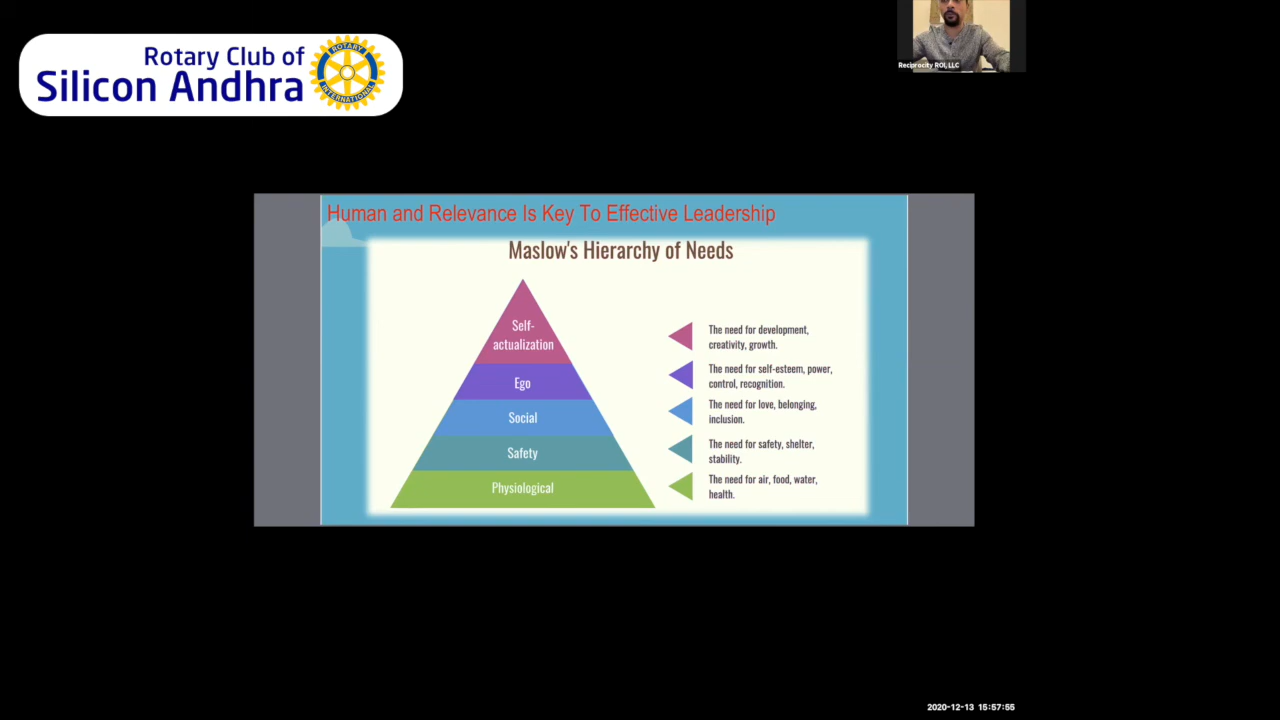 Rotary Club of
Silicon Andhra
ROTARY
INTERNATIONAL
Reciprocity ROI, LLC
Human and Relevance Is Key To Effective Leadership
Maslow's Hierarchy of Needs
Self-
actualization
Ego
Social
Safety
Physiological
The need for development,
creativity, growth.
The need for self-esteem, power,
control, recognition.
The need for love, belonging,
inclusion.
The need for safety, shelter,
stability.
The need for air, food, water,
health.
2020-12-13 15:57:55